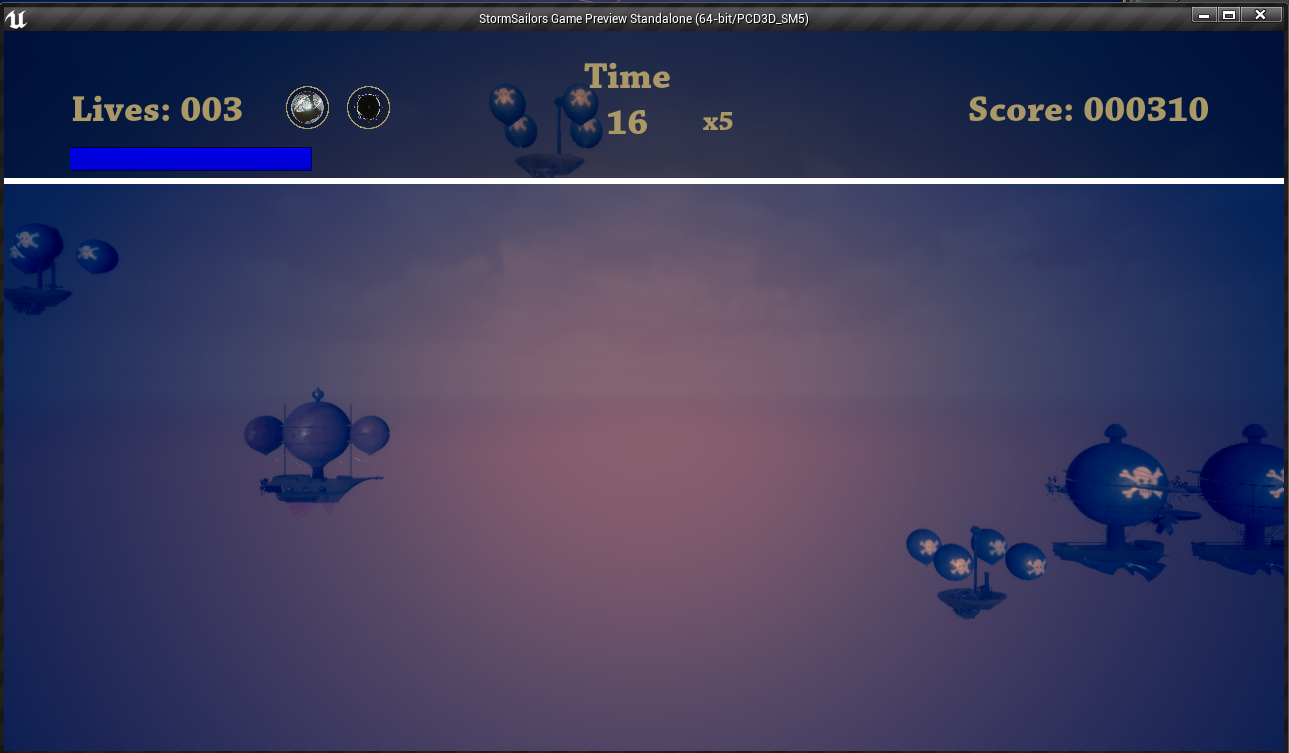 StormSailors Game Preview Standalone (64-bit/PCD3D_SM5)
Time
Lives: 003
16 x5
Score: 000310